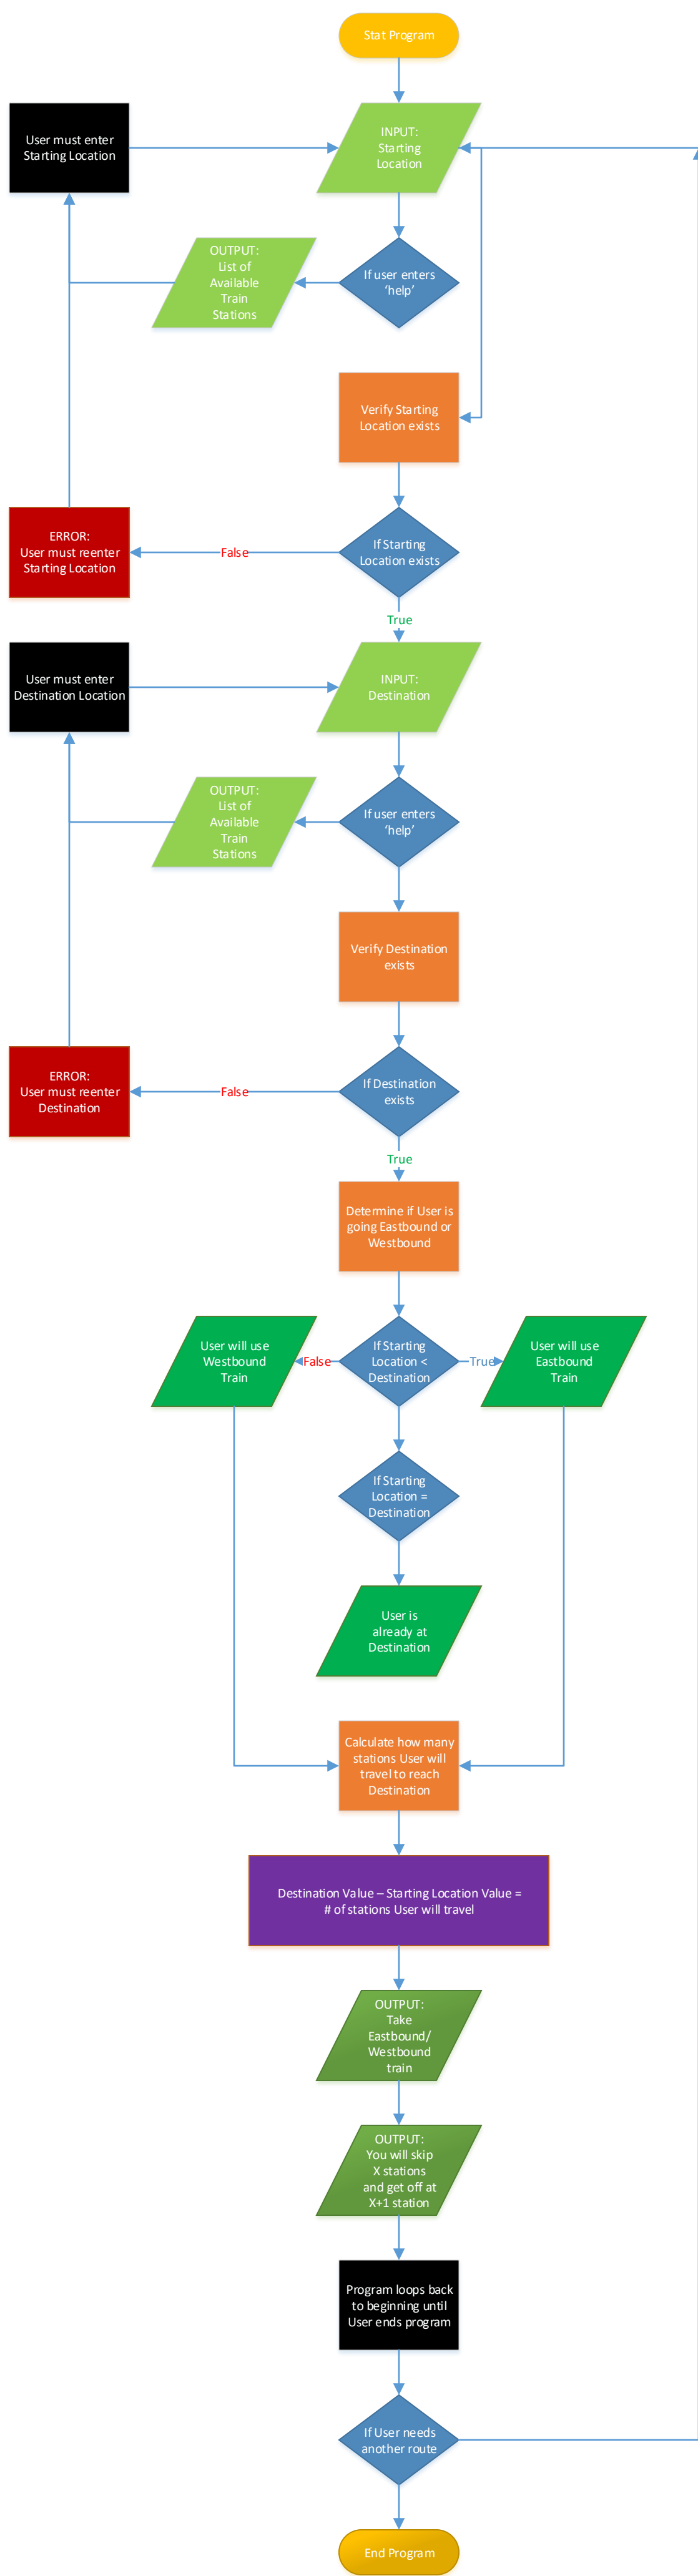 Stat Program
User must enter
Starting Location
INPUT:
Starting
Location
OUTPUT:
List of
Available
Train
Stations
If user enters
‘help’
Verify Starting
Location exists
ERROR:
User must reenter
Starting Location
False
If Starting
Location exists
True
User must enter
Destination Location
INPUT:
Destination
OUTPUT:
List of
Available
Train
Stations
If user enters
‘help’
Verify Destination
exists
ERROR:
User must reenter
Destination
False
If Destination
exists
True
Determine if User is
going Eastbound or
Westbound
User will use
Westbound
Train
False
If Starting
Location <
Destination
True
User will use
Eastbound
Train
If Starting
Location =
Destination
User is
already at
Destination
Calculate how many
stations User will
travel to reach
Destination
Destination Value – Starting Location Value =
# of stations User will travel
OUTPUT:
Take
Eastbound/
Westbound
train
OUTPUT:
You will skip
X stations
and get off at
X+1 station
Program loops back
to beginning until
User ends program
If User needs
another route
End Program